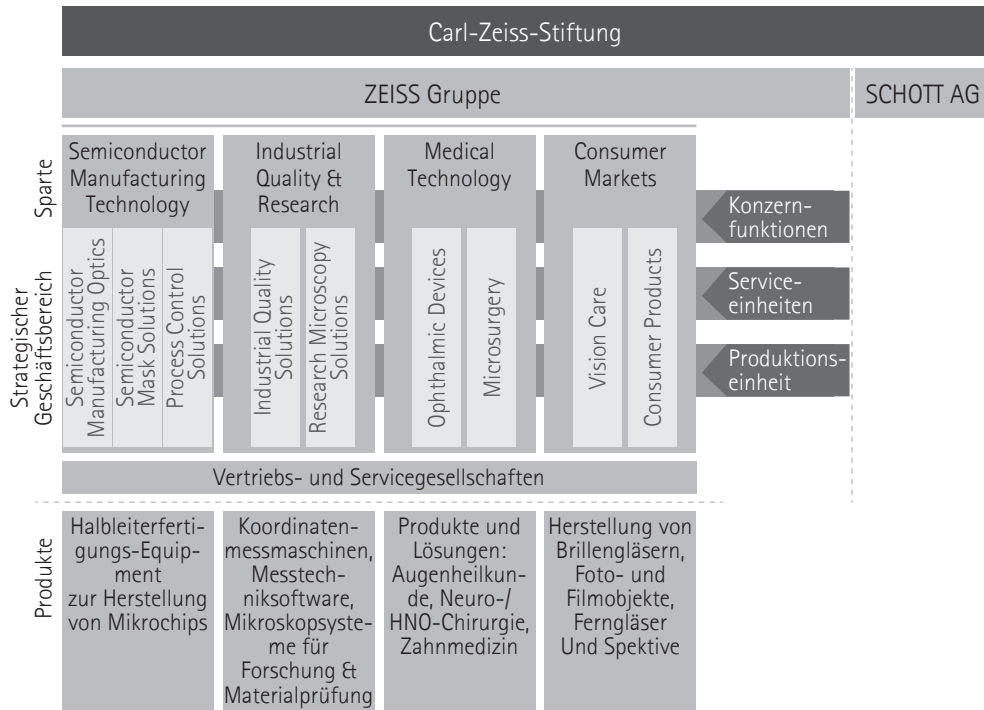 Carl-Zeiss-Stiftung
ZEISS Gruppe
SCHOTT AG
Sparte
Semiconductor
Manufacturing
Technology
Industrial
Quality &
Research
Medical
Technology
Consumer
Markets
Konzern-
funktionen
Service-
einheiten
Produktions-
einheit
Strategischer
Geschäftsbereich
Semiconductor
Manufacturing Optics
Semiconductor
Mask Solutions
Process Control
Solutions
Industrial Quality
Solutions
Research Microscopy
Solutions
Ophthalmic Devices
Microsurgery
Vision Care
Consumer Products
Vertriebs- und Servicegesellschaften
Produkte
Halbleiterferti-
gungs-Equip-
ment
zur Herstellung
von Mikrochips
Koordinaten-
messmaschinen,
Messtech-
niksoftware,
Mikroskopsyste-
me für
Forschung &
Materialprüfung
Produkte und
Lösungen:
Augenheilkun-
de, Neuro-/
HNO-Chirurgie,
Zahnmedizin
Herstellung von
Brillengläsern,
Foto- und
Filmobjekte,
Ferngläser
Und Spektive